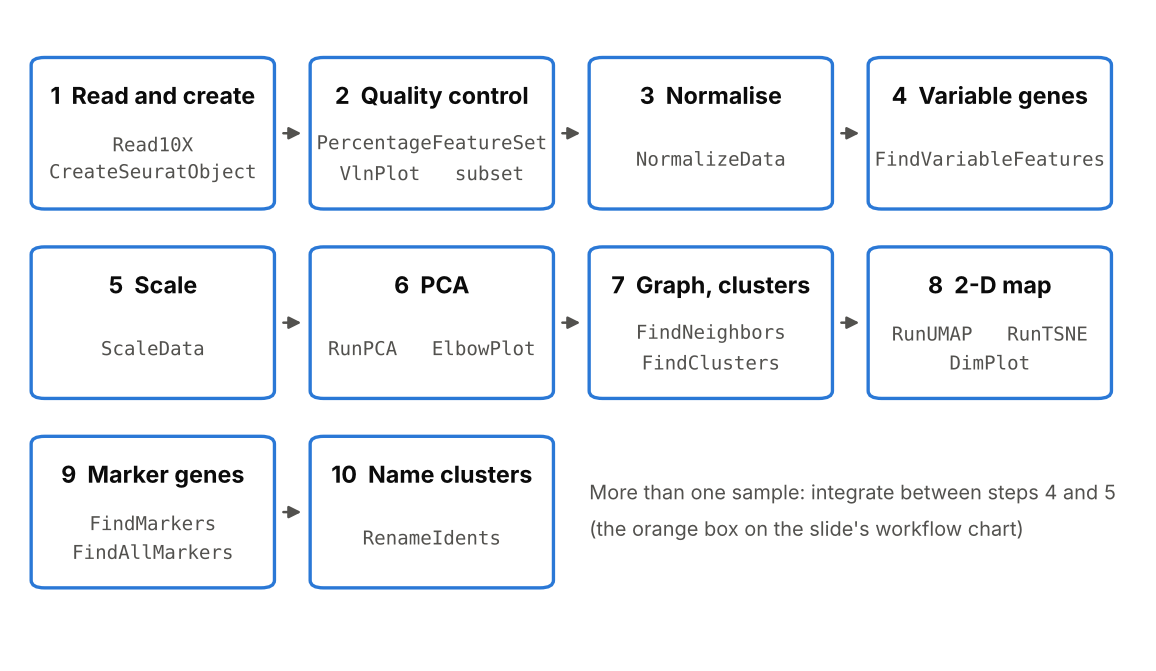 1 Read and create
Read10X
CreateSeuratObject
2 Quality control
PercentageFeatureSet
VlnPlot subset
3 Normalise
NormalizeData
4 Variable genes
FindVariableFeatures
5 Scale
ScaleData
6 PCA
RunPCA ElbowPlot
7 Graph, clusters
FindNeighbors
FindClusters
8 2-D map
RunUMAP RunTSNE
DimPlot
9 Marker genes
FindMarkers
FindAllMarkers
10 Name clusters
RenameIdents
More than one sample: integrate between steps 4 and 5
(the orange box on the slide's workflow chart)